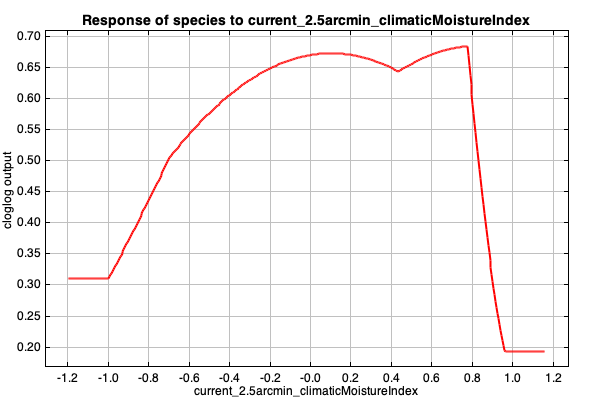 Response of species to current_2.5arcmin_climaticMoistureIndex
0.70
0.65
0.60
0.55
0.50
0.45
0.40
0.35
0.30
0.25
0.20
cloglog output
-1.2 -1.0 -0.8 -0.6 -0.4 -0.2 -0.0 0.2 0.4 0.6 0.8 1.0 1.2
current_2.5arcmin_climaticMoistureIndex